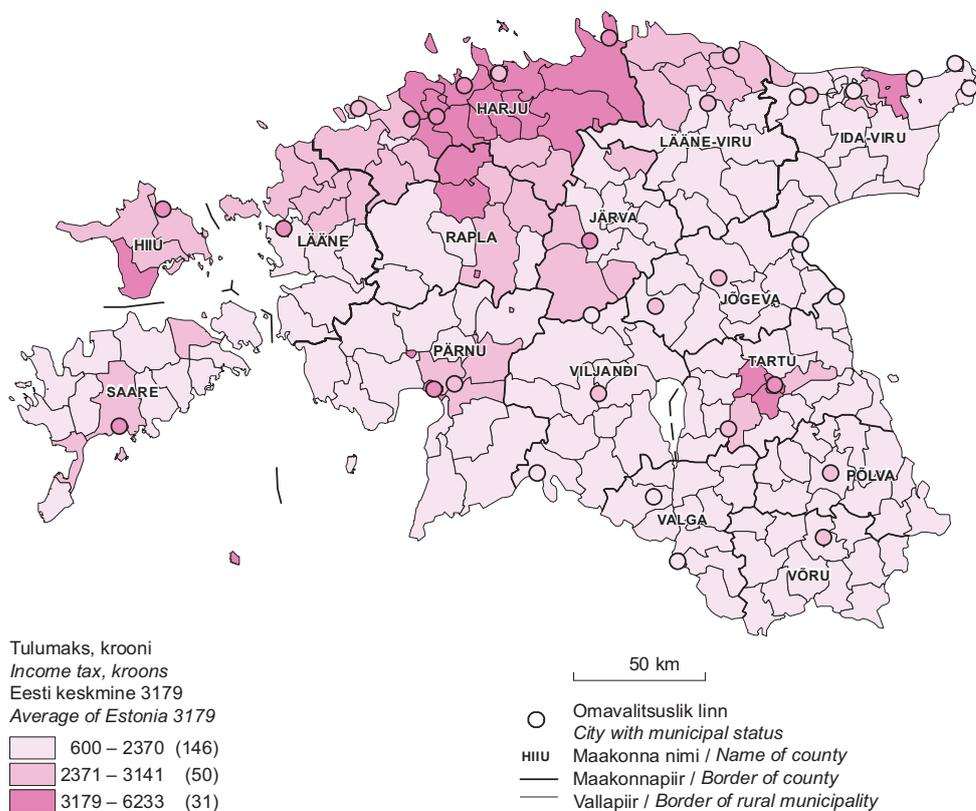 HARJU
LÄÄNE-VIRU
IDA-VIRU
HIIU
LÄÄNE
RAPLA
JÄRVA
JÕGEVA
SAARE
PÄRNU
VILJANDI
TARTU
PÕLVA
VALGA
VÕRU
Tulumaks, krooni
Income tax, kroons
Eesti keskmine 3179
Average of Estonia 3179
600 – 2370 (146)
2371 – 3141 (50)
3179 – 6233 (31)
50 km
Omavalitsuslik linn
City with municipal status
HIIU Maakonna nimi / Name of county
Maakonnapiir / Border of county
Vallapiir / Border of rural municipality